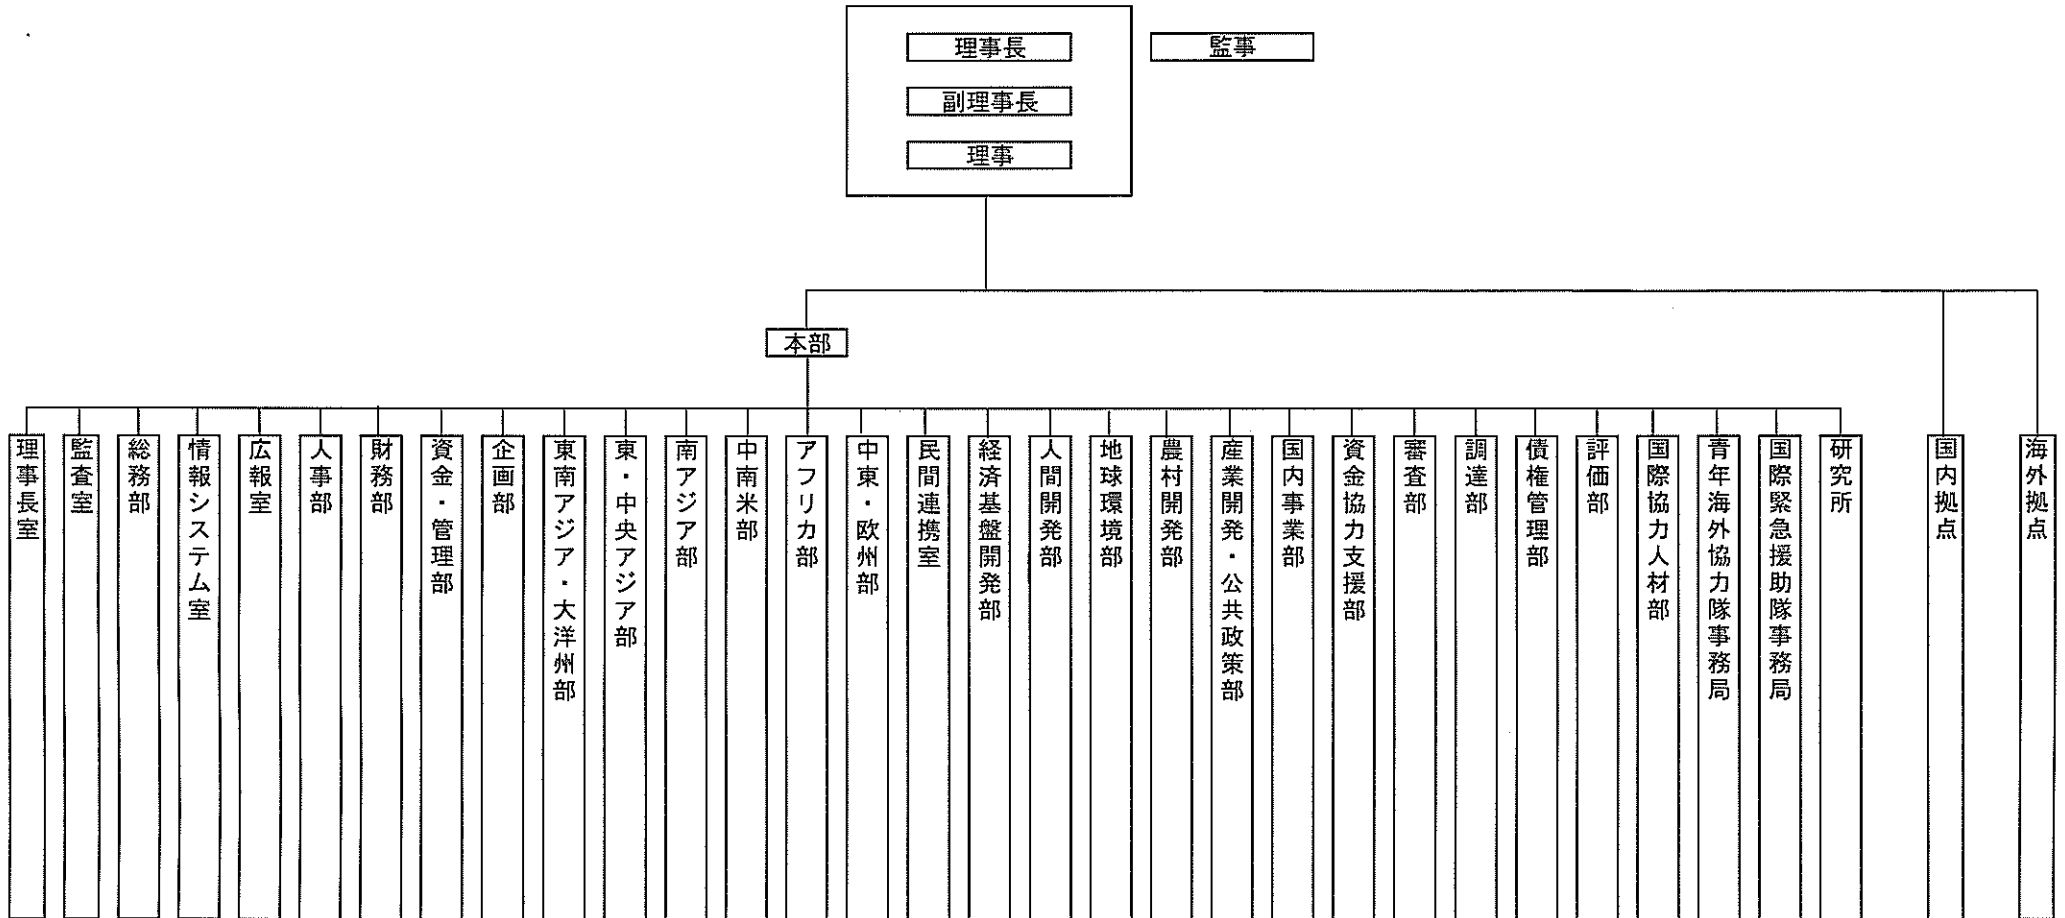 理事長
監事
副理事長
理事
本部
理事長室
監査室
総務部
情報システム室
広報室
人事部
財務部
資金・管理部
企画部
東南アジア・大洋州部
東・中央アジア部
南アジア部
中南米部
アフリカ部
中東・欧州部
民間連携室
経済基盤開発部
人間開発部
地球環境部
農村開発部
産業開発・公共政策部
国内事業部
資金協力支援部
審査部
調達部
債権管理部
評価部
国際協力人材部
青年海外協力隊事務局
国際緊急援助隊事務局
研究所
国内拠点
海外拠点